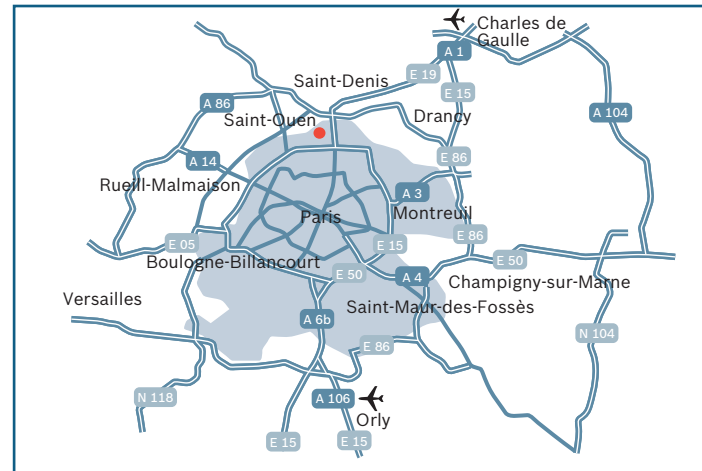 Charles de
Gaulle
A 1
Saint-Denis
E 19
E 15
A 86
Saint-Ouen
Drancy
A 104
E 86
A 14
Rueill-Malmaison
A 3
Paris
Montreuil
E 86
E 05
E 15
Boulogne-Billancourt
E 50
E 50
A 4
Champigny-sur-Marne
Versailles
Saint-Maur-des-Fossès
A 6b
N 104
E 86
N 118
A 106
Orly
E 15
E 15